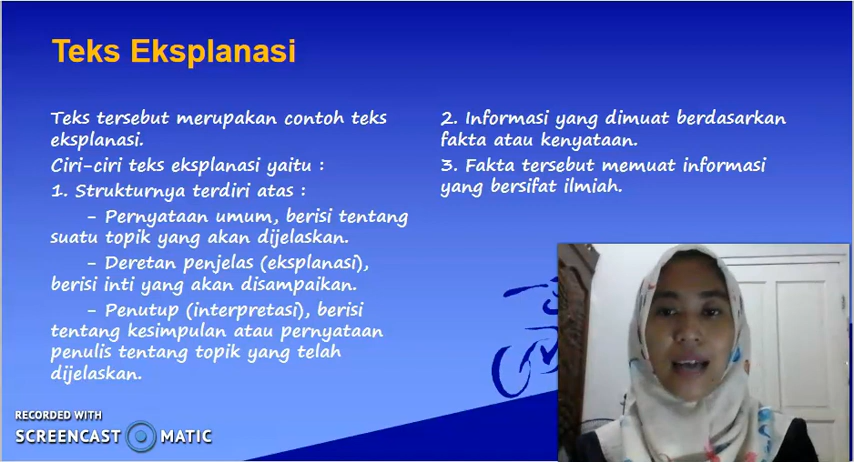 Teks Eksplanasi
Teks tersebut merupakan contoh teks
eksplanasi.
Ciri-ciri teks eksplanasi yaitu :
1. Strukturnya terdiri atas :
- Pernyataan umum, berisi tentang
suatu topik yang akan dijelaskan.
- Deretan penjelas (eksplanasi),
berisi inti yang akan disampaikan.
- Penutup (interpretasi), berisi
tentang kesimpulan atau pernyataan
penulis tentang topik yang telah
dijelaskan.
2. Informasi yang dimuat berdasarkan
fakta atau kenyataan.
3. Fakta tersebut memuat informasi
yang bersifat ilmiah.
RECORDED WITH
SCREENCAST MATIC